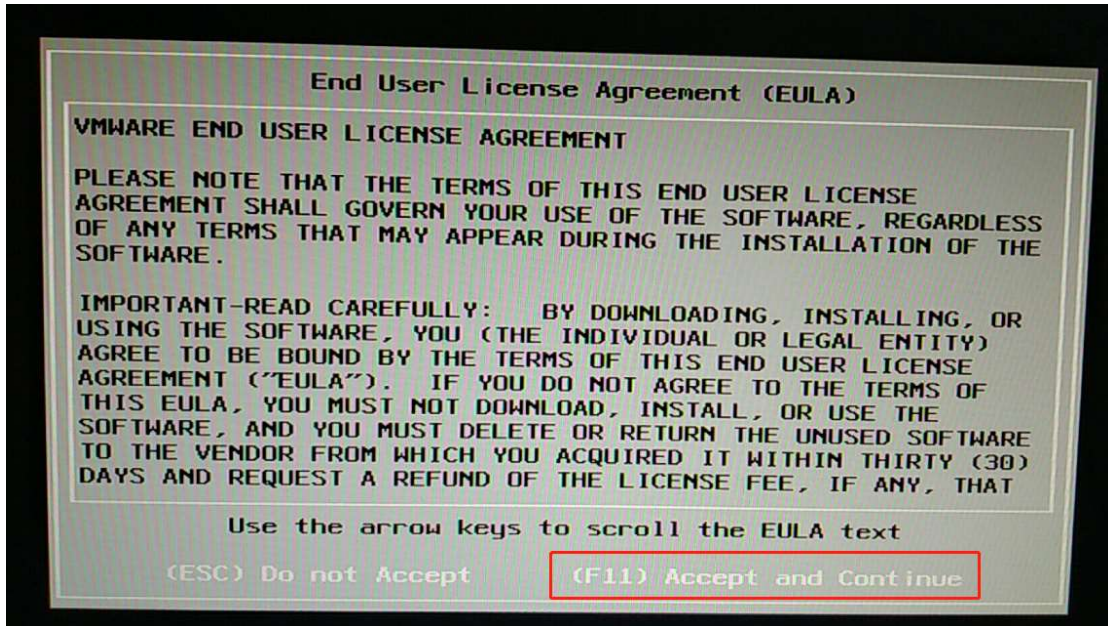 End User License Agreement (EULA)
VMWARE END USER LICENSE AGREEMENT
PLEASE NOTE THAT THE TERMS OF THIS END USER LICENSE
AGREEMENT SHALL GOVERN YOUR USE OF THE SOFTWARE, REGARDLESS
OF ANY TERMS THAT MAY APPEAR DURING THE INSTALLATION OF THE
SOFTWARE.
IMPORTANT-READ CAREFULLY:   BY DOWNLOADING, INSTALLING, OR
USING THE SOFTWARE, YOU (THE INDIVIDUAL OR LEGAL ENTITY)
AGREE TO BE BOUND BY THE TERMS OF THIS END USER LICENSE
AGREEMENT ("EULA").  IF YOU DO NOT AGREE TO THE TERMS OF
THIS EULA, YOU MUST NOT DOWNLOAD, INSTALL, OR USE THE
SOFTWARE, AND YOU MUST DELETE OR RETURN THE UNUSED SOFTWARE
TO THE VENDOR FROM WHICH YOU ACQUIRED IT WITHIN THIRTY (30)
DAYS AND REQUEST A REFUND OF THE LICENSE FEE, IF ANY, THAT
Use the arrow keys to scroll the EULA text
(ESC) Do not Accept (F11) Accept and Continue